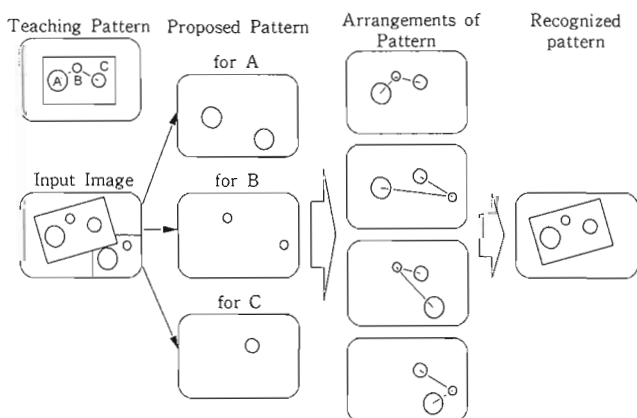 Teaching Pattern
A
B
C
Input Image
Proposed Pattern
for A
for B
for C
Arrangements of
Pattern
Recognized
pattern